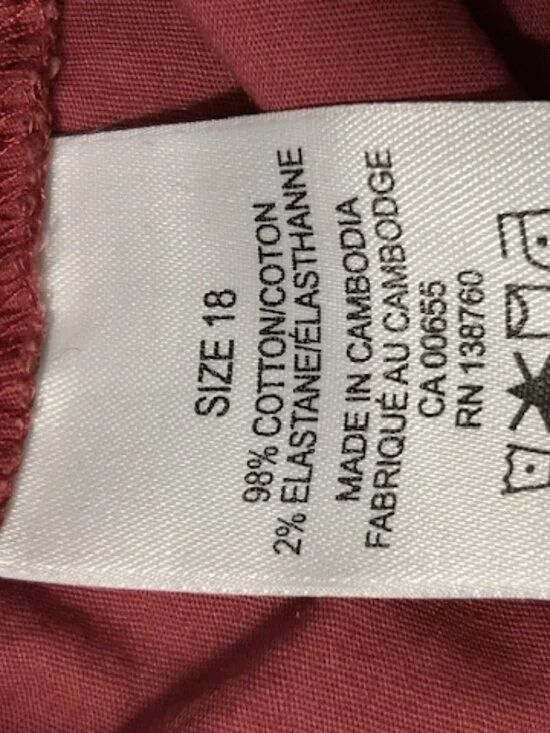 SIZE 18
98% COTTON/COTON
2% ELASTANE/ÉLASTHANNE
MADE IN CAMBODIA
FABRIQUÉ AU CAMBODGE
CA 00655
RN 138760